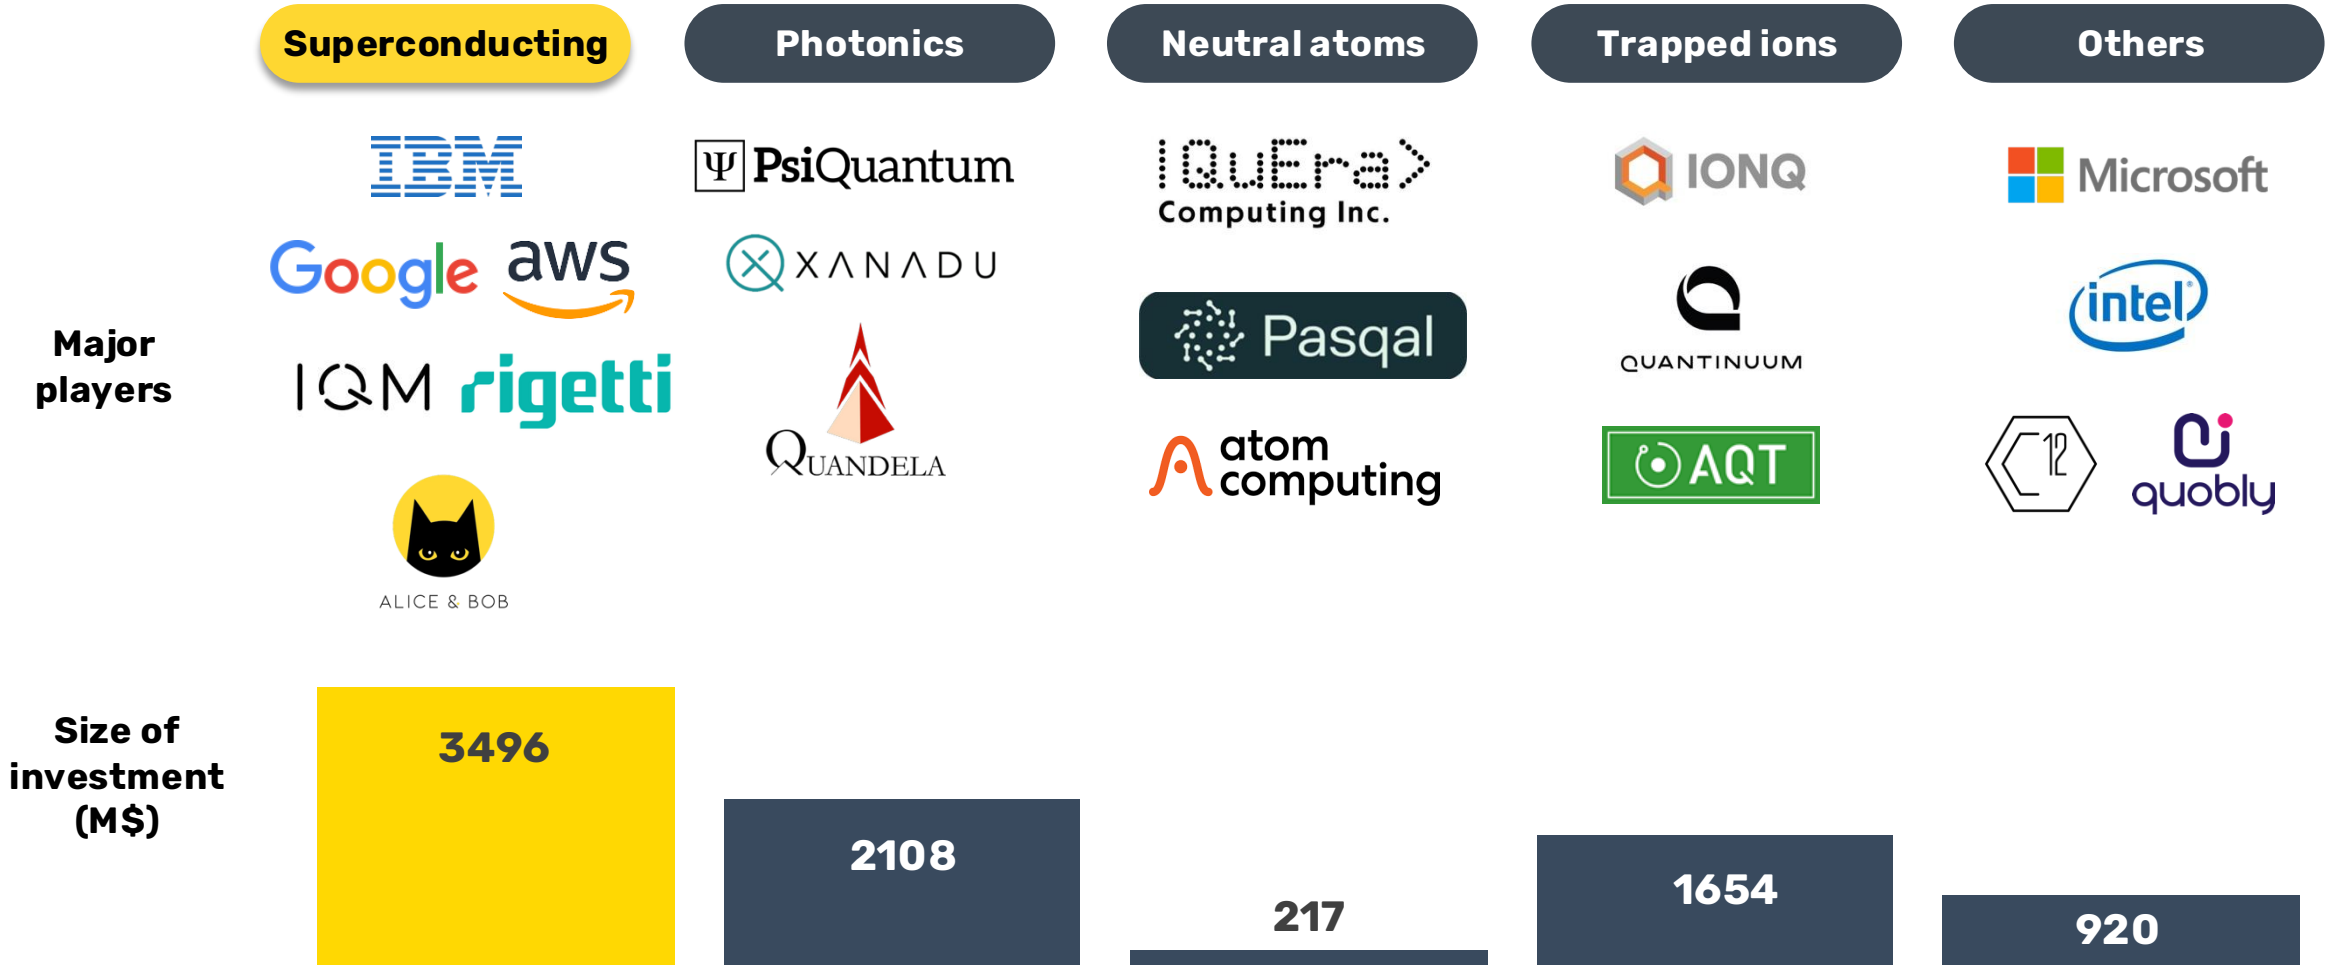 Superconducting
Photonics
Neutral atoms
Trapped ions
Others
Major
players
IBM
Google
aws
IQM
rigetti
ALICE & BOB
Ψ PsiQuantum
XANADU
QUANDELA
|QuEra>
Computing Inc.
Pasqal
atom
computing
IONQ
QUANTINUUM
AQT
Microsoft
intel®
C12
quobly
Size of
investment
(M$)
3496
2108
217
1654
920